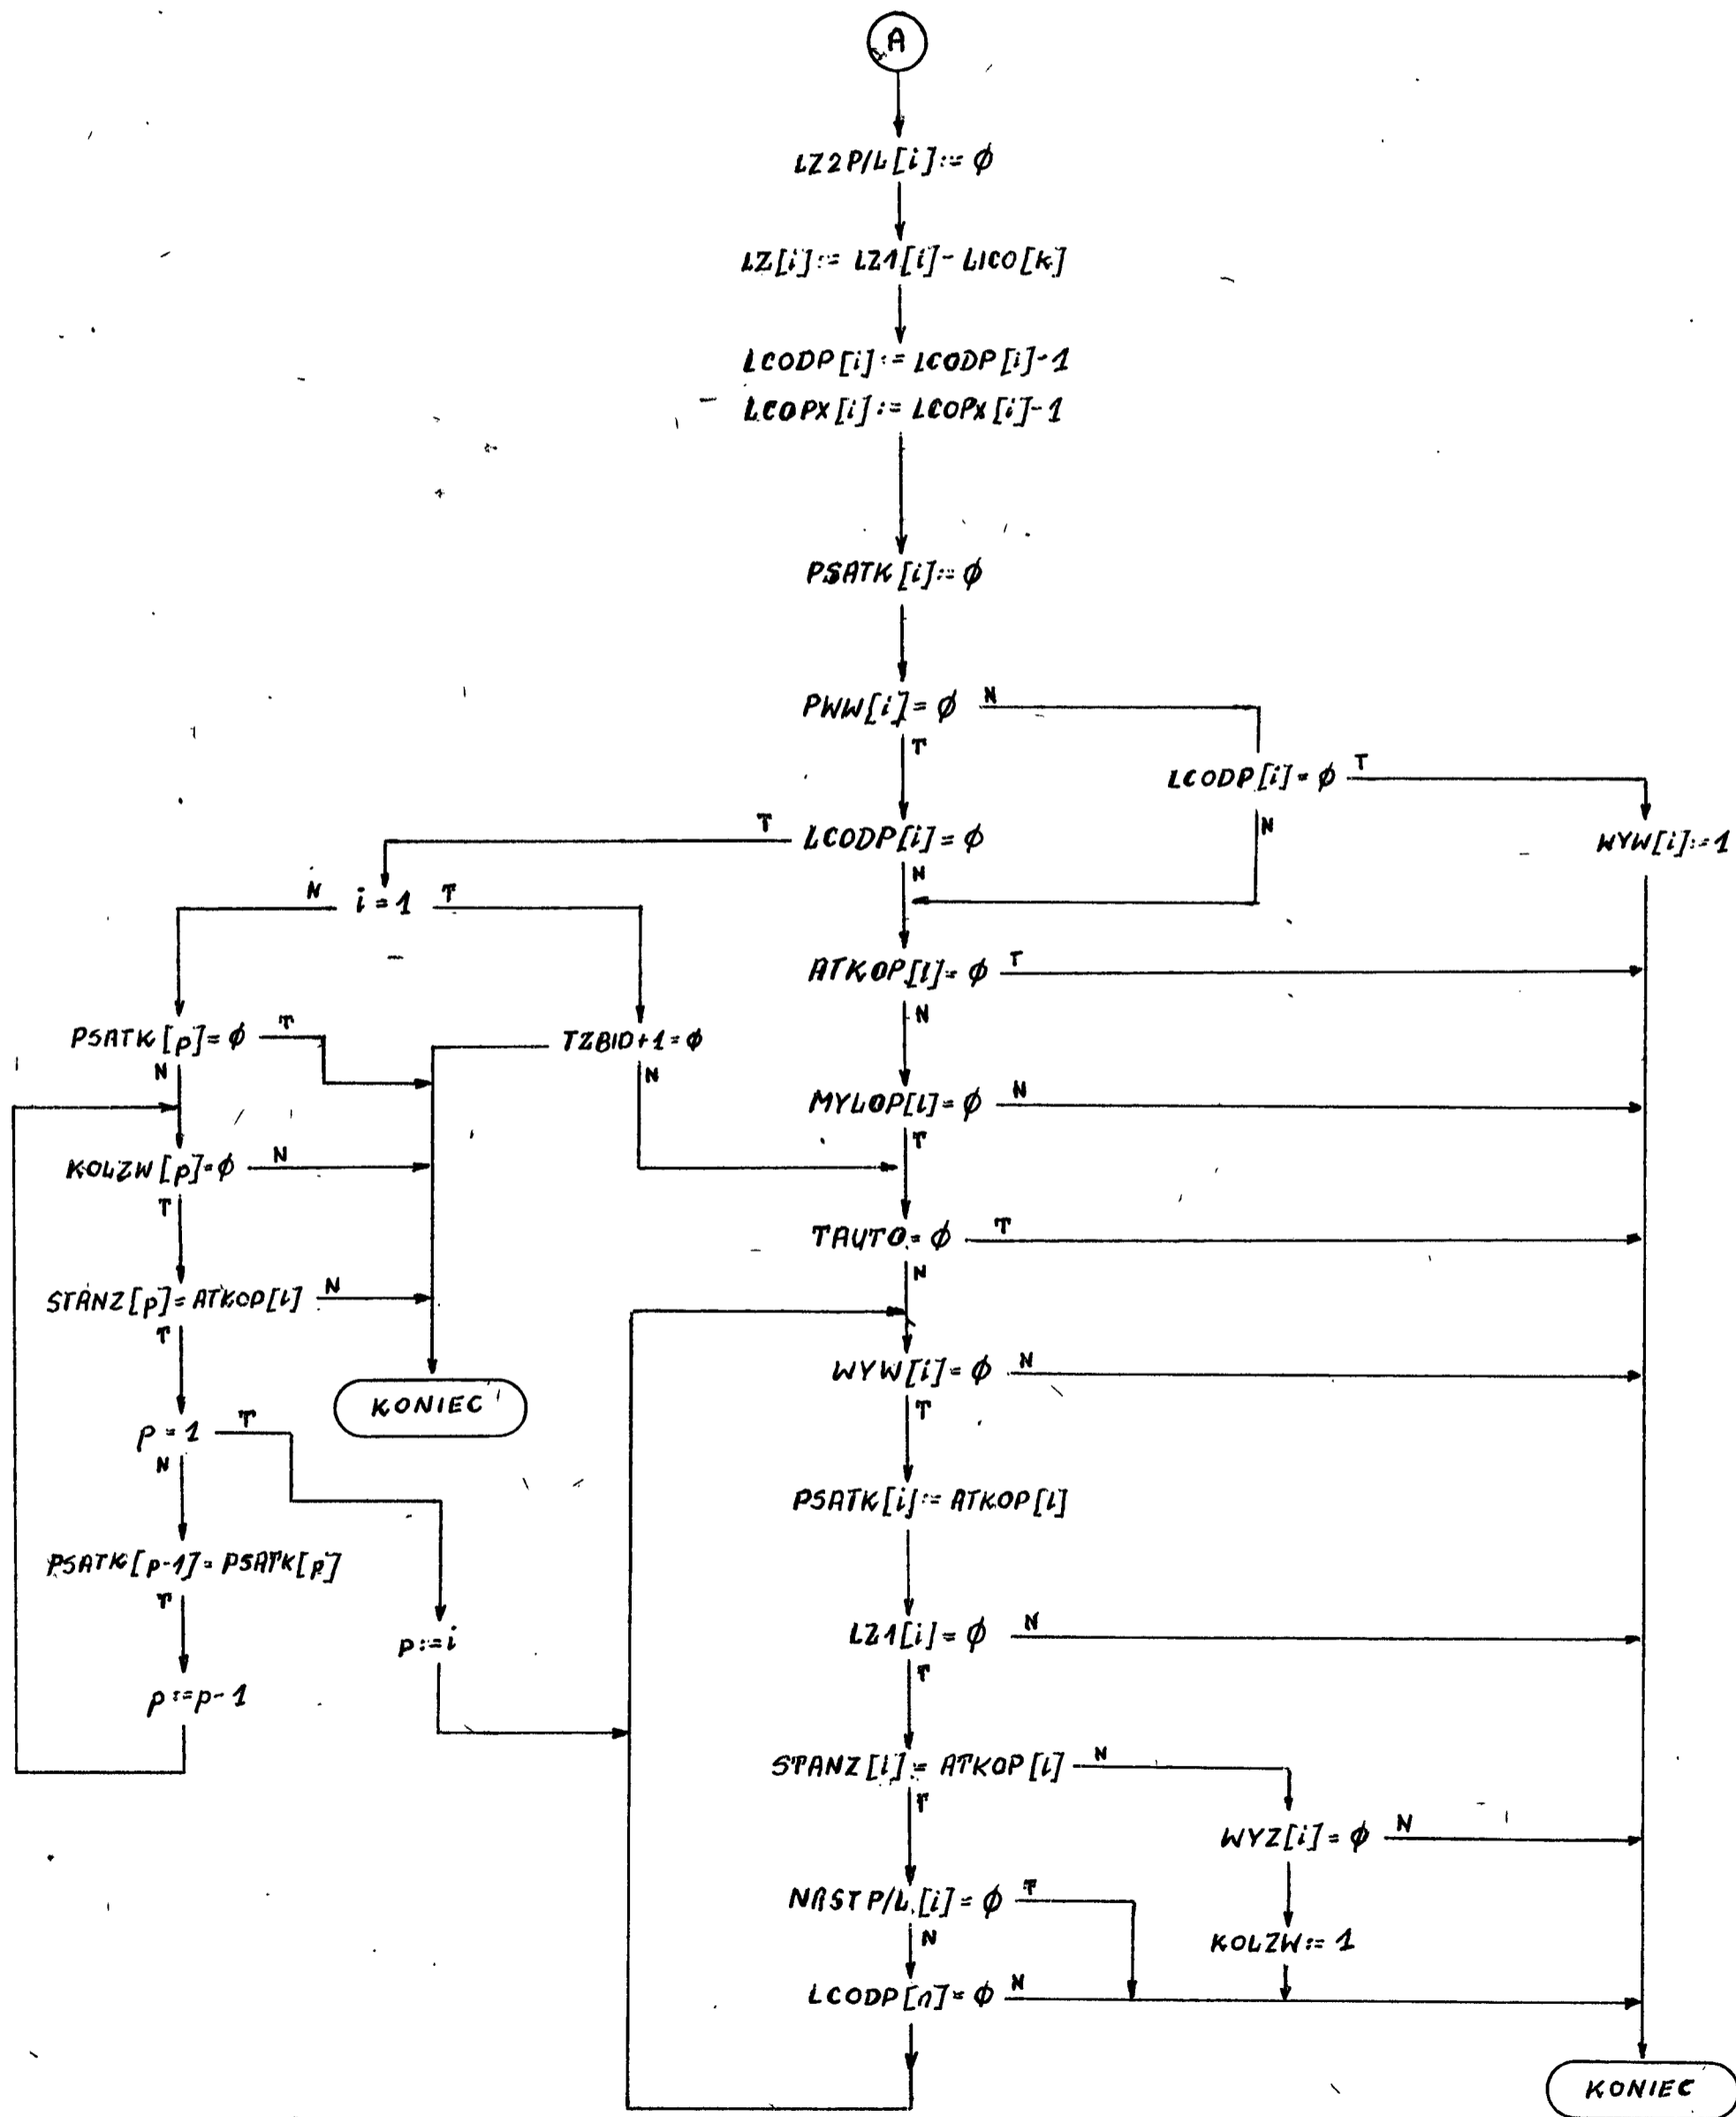 A
LZ2P/L[i]:=ϕ
LZ[i]:= LZ1[i]- LICO[k]
LCODP[i]:= LCODP[i]-1
LCOPX[i]:= LCOPX[i]-1
PSATK[i]:=ϕ
PWW[i]=ϕ N
T
LCODP[i]=ϕ T
N
WYW[i]:=1
T LCODP[i]=ϕ
N
N i=1 T
ATKOP[l]=ϕ T
N
PSATK[p]=ϕ T
N
TZBID+1=ϕ
N
MYLOP[l]=ϕ N
T
KOLZW[p]=ϕ N
T
TAUTO=ϕ T
N
STANZ[p]=ATKOP[l] N
T
WYW[i]=ϕ N
T
KONIEC
p=1 T
N
PSATK[i]:=ATKOP[l]
PSATK[p-1]=PSATK[p]
T
p:=i
LZ1[i]=ϕ N
T
p:=p-1
STANZ[i]= ATKOP[l] N
T
WYZ[i]=ϕ N
NASTP/L[i]=ϕ T
N
KOLZW:=1
LCODP[n]=ϕ N
KONIEC